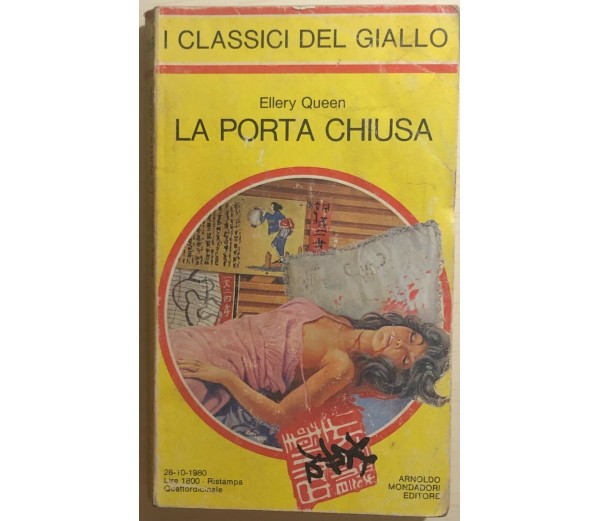 I CLASSICI DEL GIALLO
Ellery Queen
LA PORTA CHIUSA
28-10-1980
Lire 1800 · Ristampa
Quattordicinale
ARNOLDO
MONDADORI
EDITORE